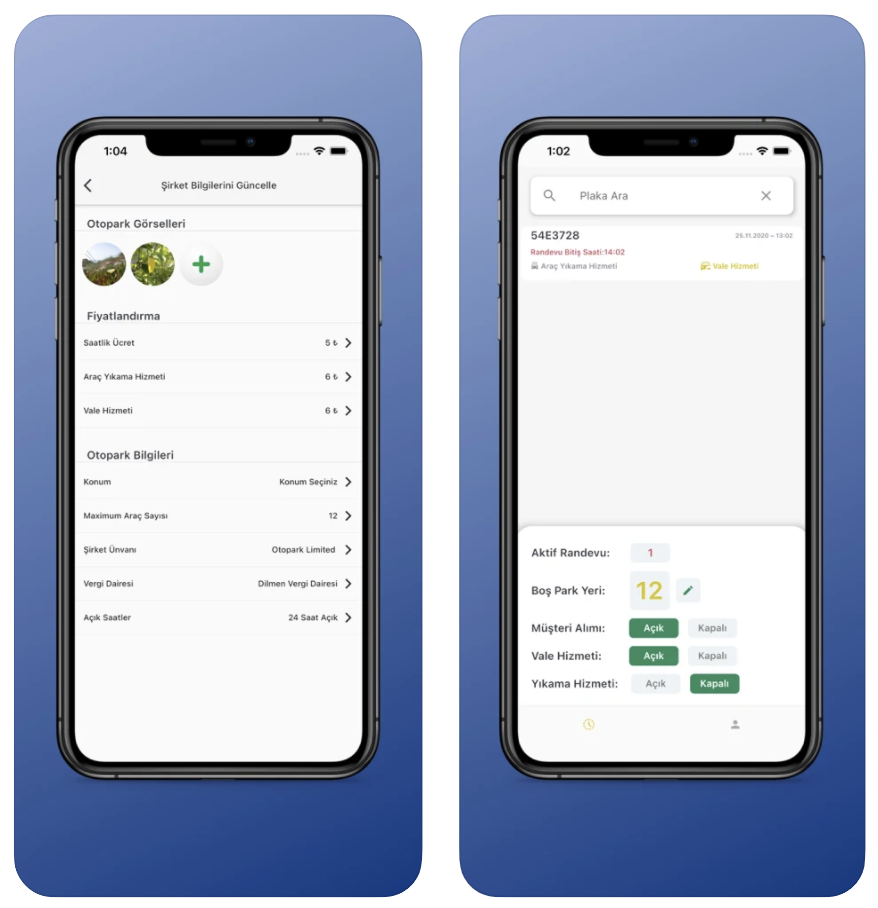 1:04
Şirket Bilgilerini Güncelle
Otopark Görselleri
Fiyatlandırma
Saatlik Ücret 5 ₺
Araç Yıkama Hizmeti 6 ₺
Vale Hizmeti 6 ₺
Otopark Bilgileri
Konum Konum Seçiniz
Maximum Araç Sayısı 12
Şirket Ünvanı Otopark Limited
Vergi Dairesi Dilmen Vergi Dairesi
Açık Saatler 24 Saat Açık
1:02
Plaka Ara
54E3728 25.11.2020 - 13:02
Randevu Bitiş Saati:14:02
Araç Yıkama Hizmeti Vale Hizmeti
Aktif Randevu: 1
Boş Park Yeri: 12
Müşteri Alımı: Açık Kapalı
Vale Hizmeti: Açık Kapalı
Yıkama Hizmeti: Açık Kapalı